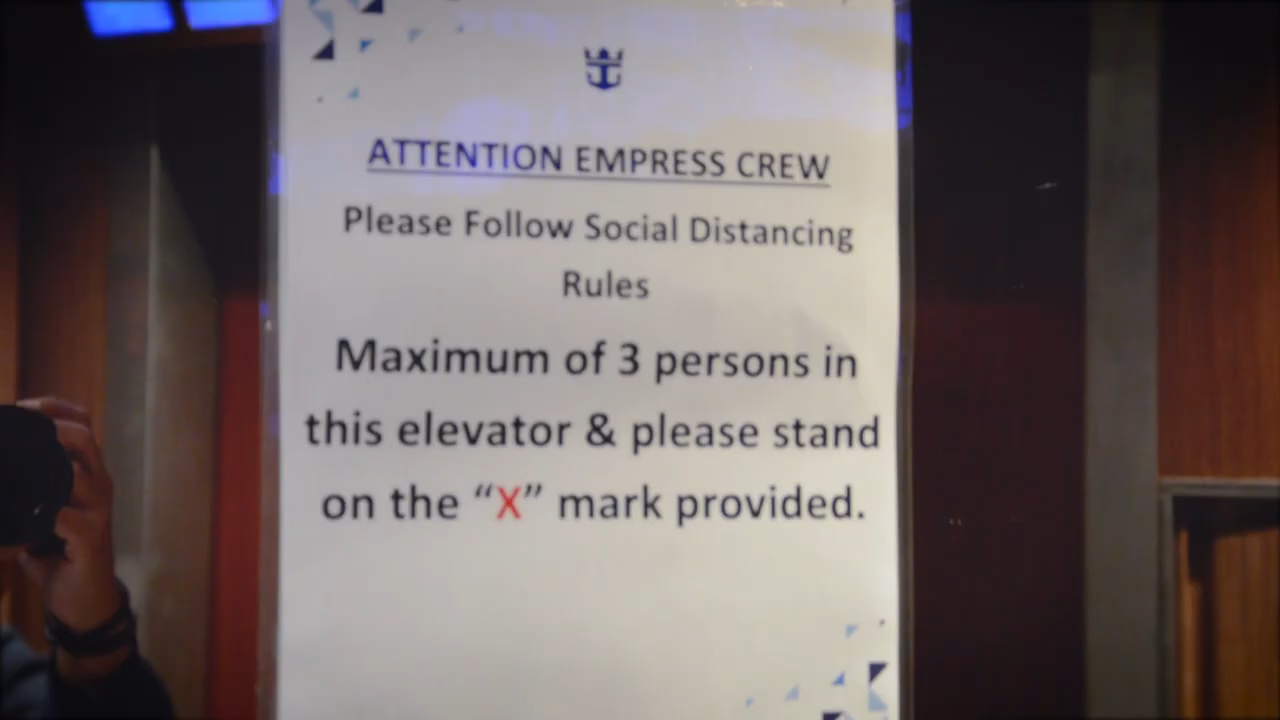 ATTENTION EMPRESS CREW
Please Follow Social Distancing
Rules
Maximum of 3 persons in
this elevator & please stand
on the “X” mark provided.